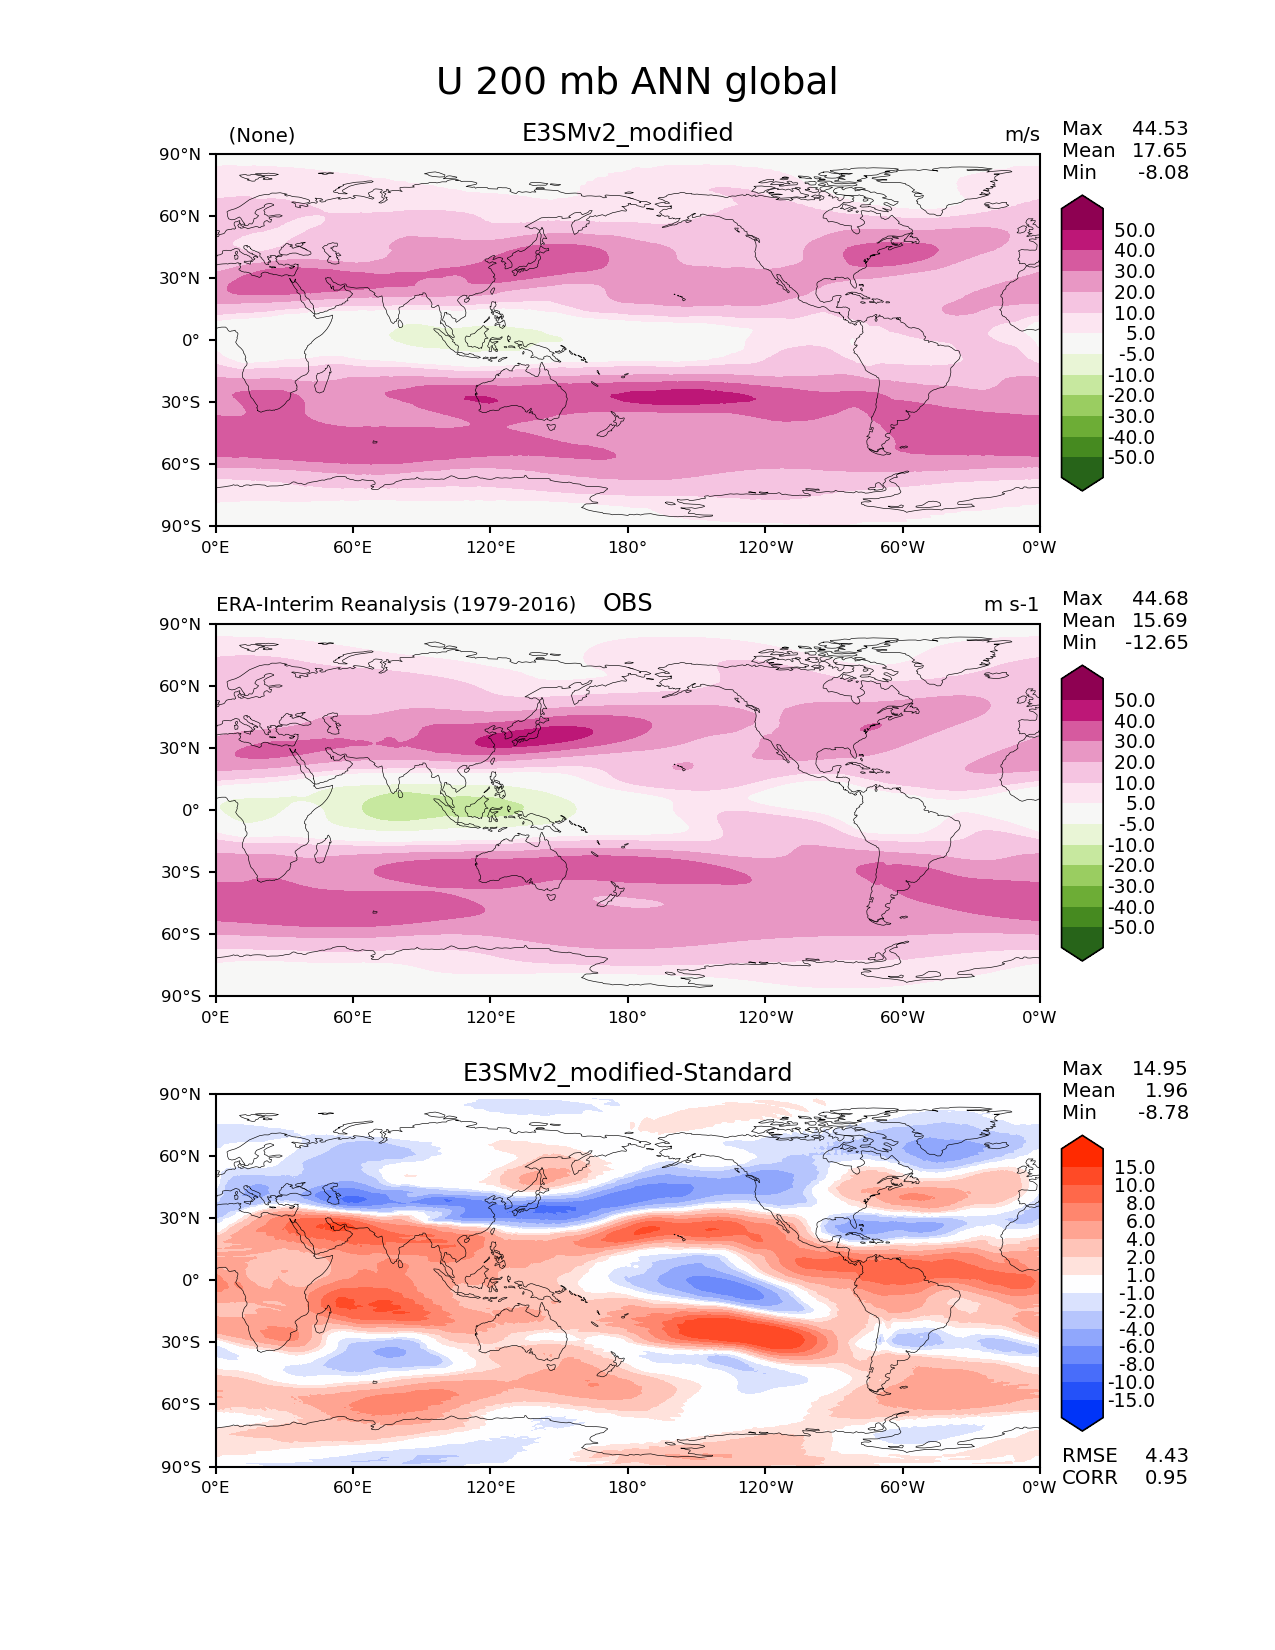 U 200 mb ANN global
(None) E3SMv2_modified m/s
Max 44.53
Mean 17.65
Min -8.08
90°N
60°N
30°N
0°
30°S
60°S
90°S
0°E 60°E 120°E 180° 120°W 60°W 0°W
50.0
40.0
30.0
20.0
10.0
5.0
-5.0
-10.0
-20.0
-30.0
-40.0
-50.0
ERA-Interim Reanalysis (1979-2016) OBS m s-1
Max 44.68
Mean 15.69
Min -12.65
90°N
60°N
30°N
0°
30°S
60°S
90°S
0°E 60°E 120°E 180° 120°W 60°W 0°W
50.0
40.0
30.0
20.0
10.0
5.0
-5.0
-10.0
-20.0
-30.0
-40.0
-50.0
E3SMv2_modified-Standard
Max 14.95
Mean 1.96
Min -8.78
90°N
60°N
30°N
0°
30°S
60°S
90°S
0°E 60°E 120°E 180° 120°W 60°W 0°W
15.0
10.0
8.0
6.0
4.0
2.0
1.0
-1.0
-2.0
-4.0
-6.0
-8.0
-10.0
-15.0
RMSE 4.43
CORR 0.95